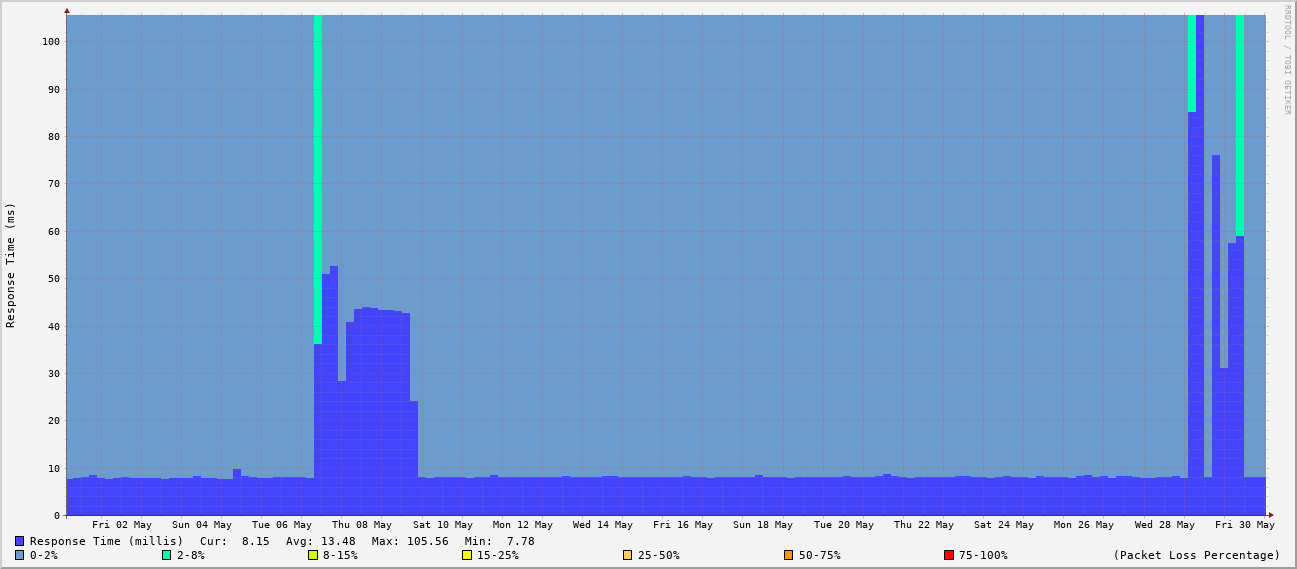 RRDTOOL / TOBI OETIKER
Response Time (ms)
100
90
80
70
60
50
40
30
20
10
0
Fri 02 May Sun 04 May Tue 06 May Thu 08 May Sat 10 May Mon 12 May Wed 14 May Fri 16 May Sun 18 May Tue 20 May Thu 22 May Sat 24 May Mon 26 May Wed 28 May Fri 30 May
Response Time (millis) Cur: 8.15 Avg: 13.48 Max: 105.56 Min: 7.78
0-2% 2-8% 8-15% 15-25% 25-50% 50-75% 75-100% (Packet Loss Percentage)